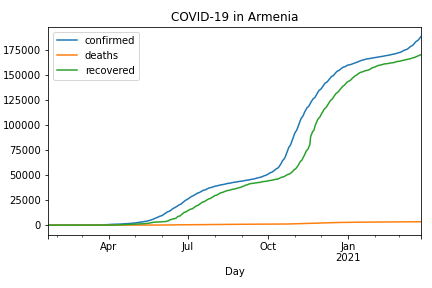 COVID-19 in Armenia
confirmed
deaths
recovered
175000
150000
125000
100000
75000
50000
25000
0
Apr Jul Oct Jan
2021
Day